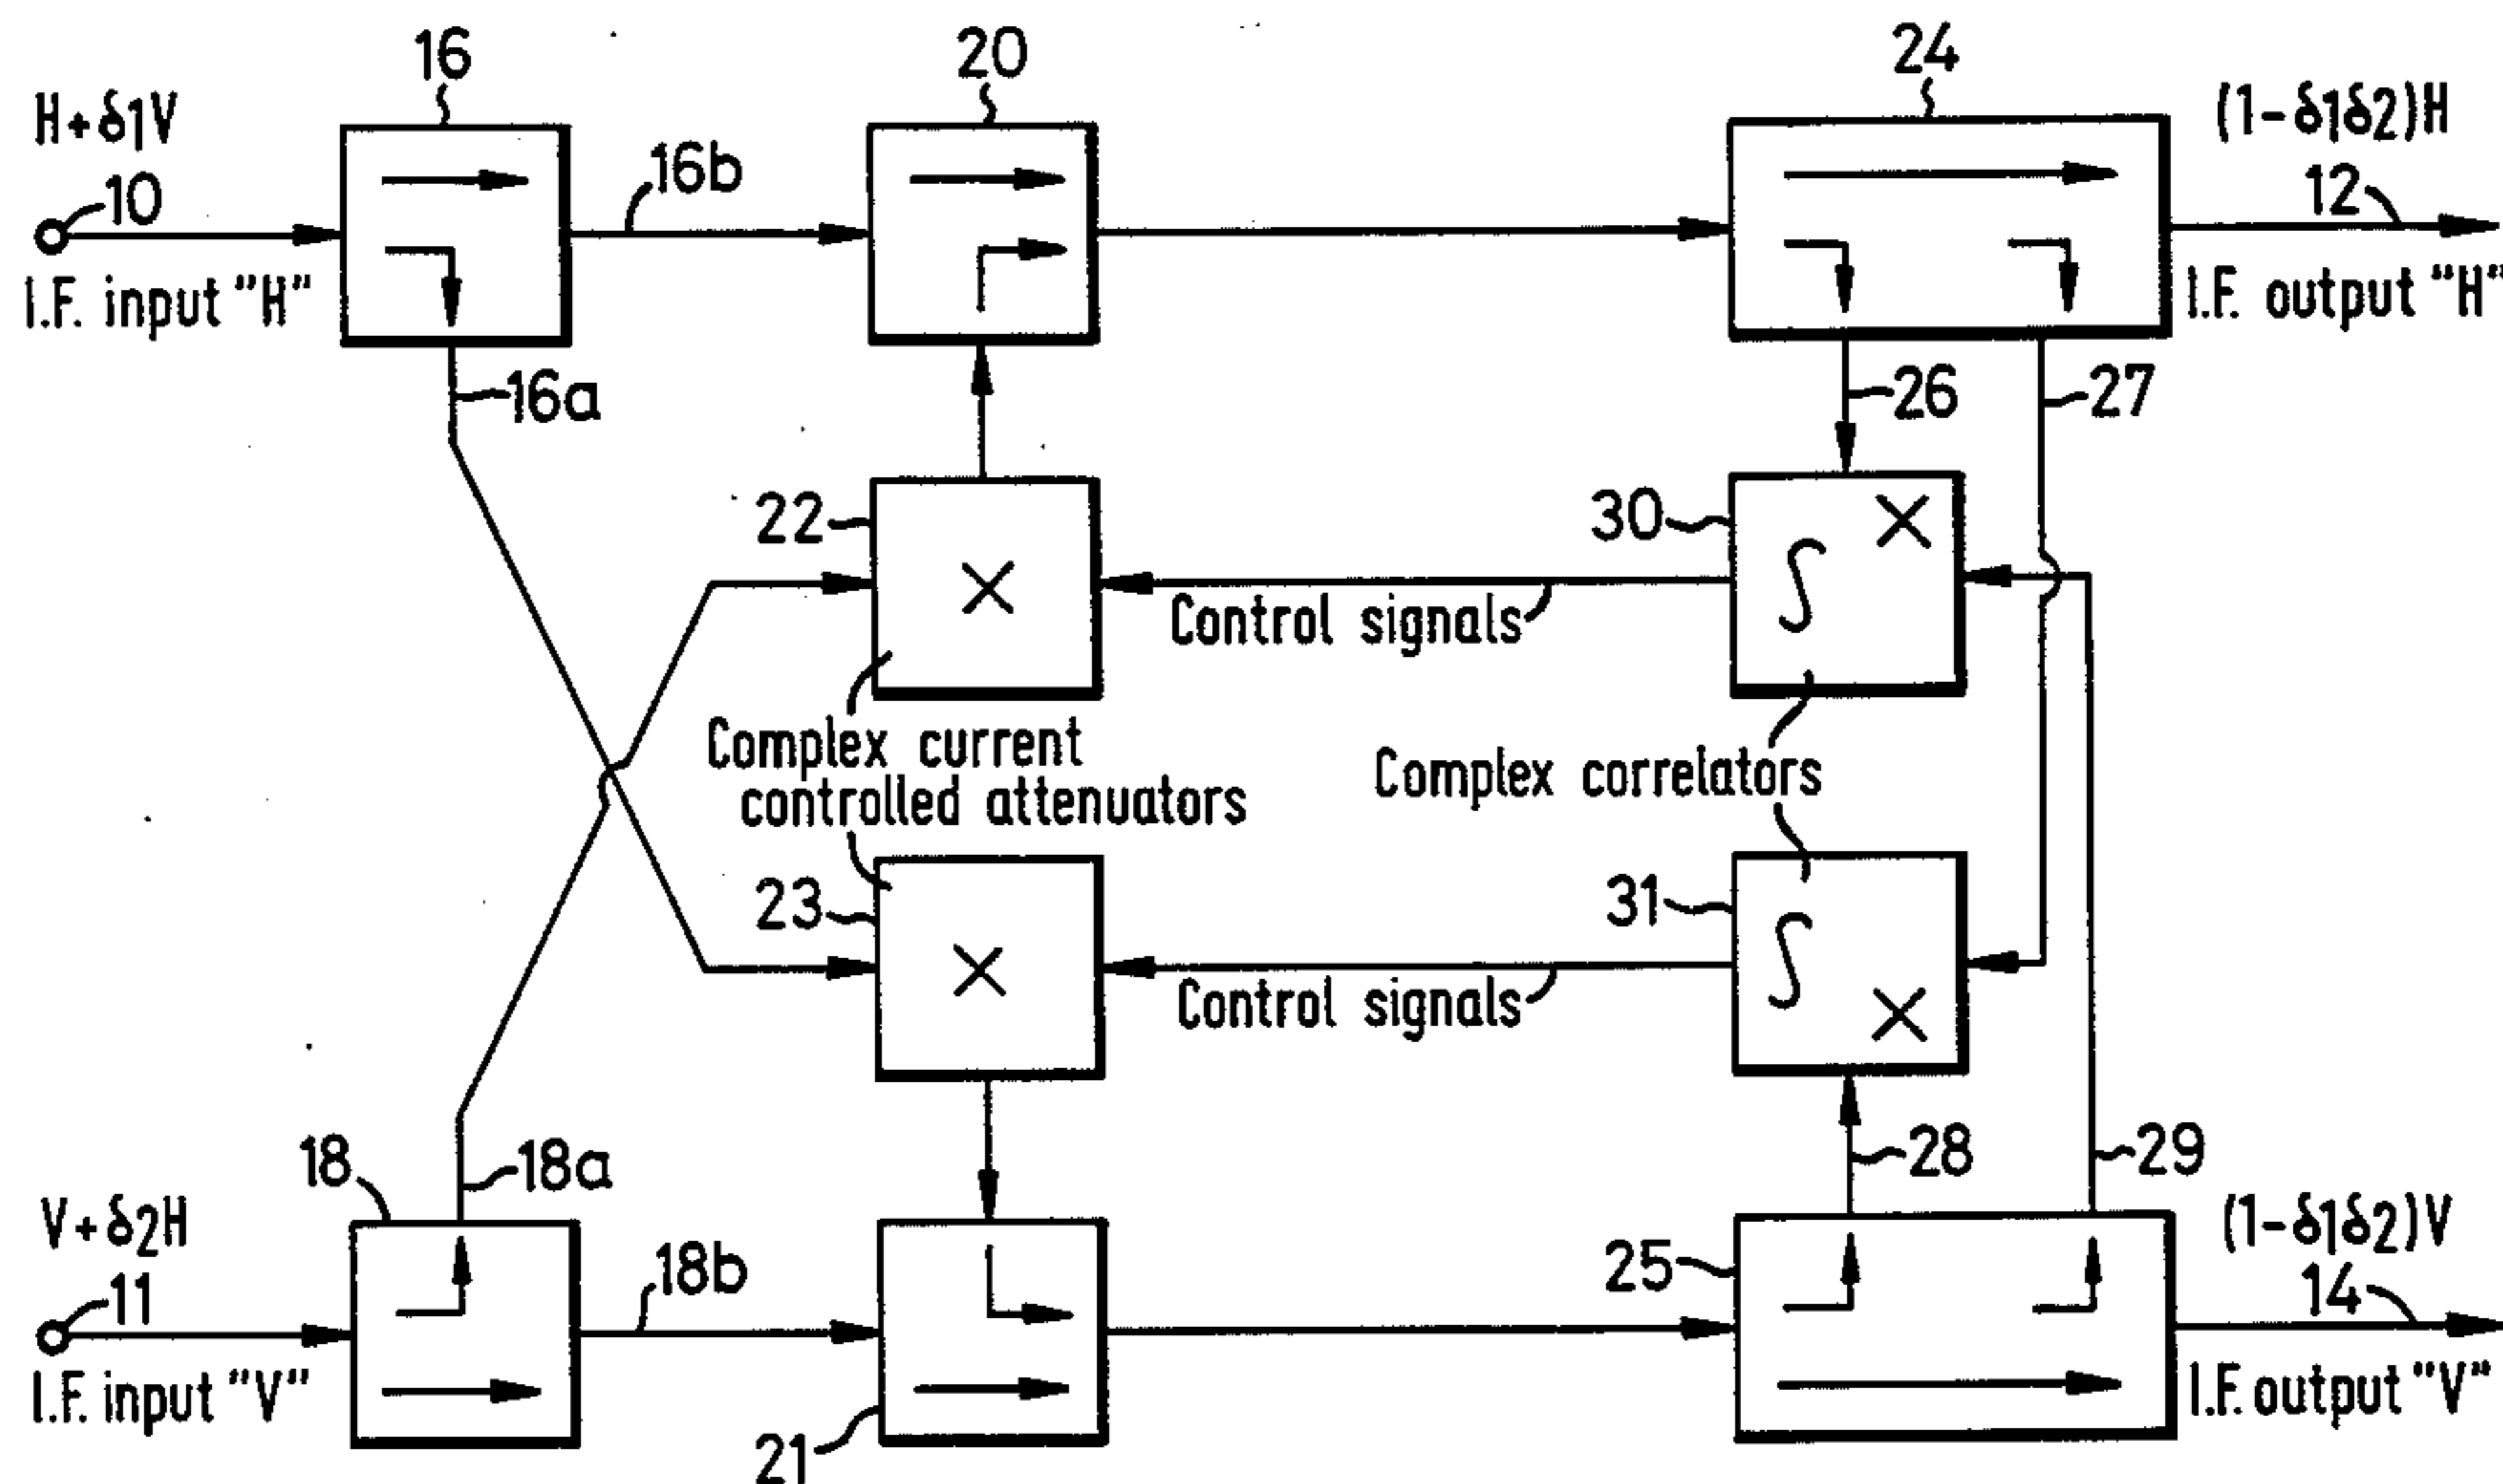 16
20
24
H+δ1V
(1-δ1δ2)H
10
16b
12
I.F. input "H"
I.F. output "H"
16a
26
27
22
30
Control signals
Complex current
controlled attenuators
Complex correlators
23
31
Control signals
18
18a
28
29
V+δ2H
(1-δ1δ2)V
11
18b
25
14
I.F. input "V"
I.F. output "V"
21